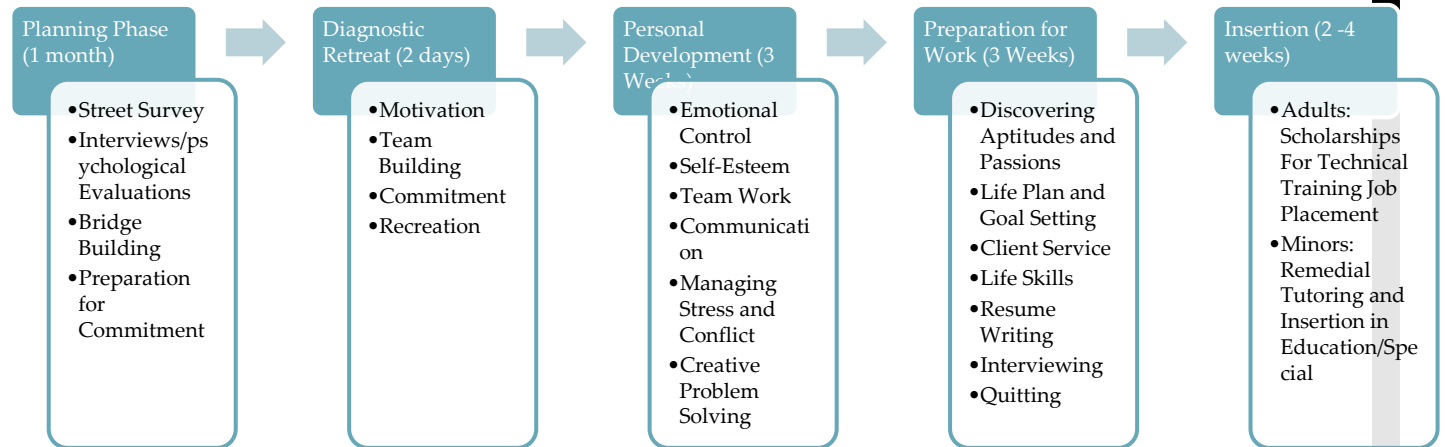 Planning Phase
(1 month)
•Street Survey
•Interviews/ps
ychological
Evaluations
•Bridge
Building
•Preparation
for
Commitment
Diagnostic
Retreat (2 days)
•Motivation
•Team
Building
•Commitment
•Recreation
Personal
Development (3
Weeks)
•Emotional
Control
•Self-Esteem
•Team Work
•Communicati
on
•Managing
Stress and
Conflict
•Creative
Problem
Solving
Preparation for
Work (3 Weeks)
•Discovering
Aptitudes and
Passions
•Life Plan and
Goal Setting
•Client Service
•Life Skills
•Resume
Writing
•Interviewing
•Quitting
Insertion (2 -4
weeks)
•Adults:
Scholarships
For Technical
Training Job
Placement
•Minors:
Remedial
Tutoring and
Insertion in
Education/Spe
cial